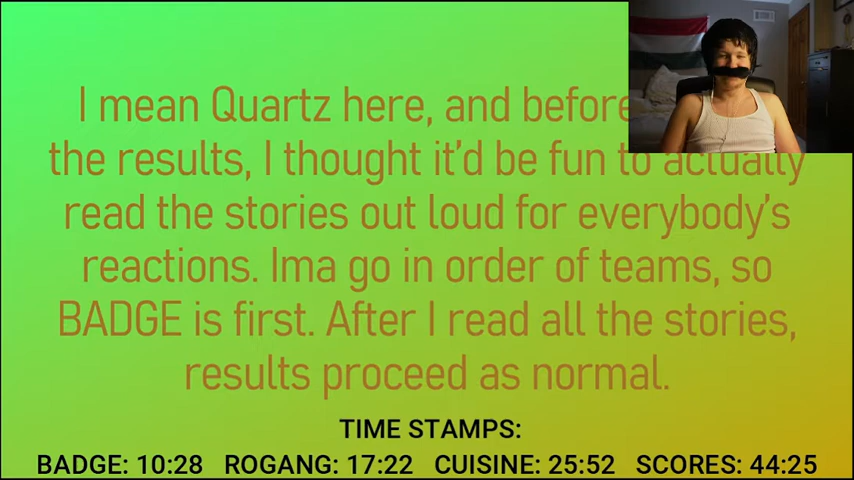 I mean Quartz here, and before
the results, I thought it'd be fun to actually
read the stories out loud for everybody's
reactions. Ima go in order of teams, so
BADGE is first. After I read all the stories,
results proceed as normal.
TIME STAMPS:
BADGE: 10:28 ROGANG: 17:22 CUISINE: 25:52 SCORES: 44:25